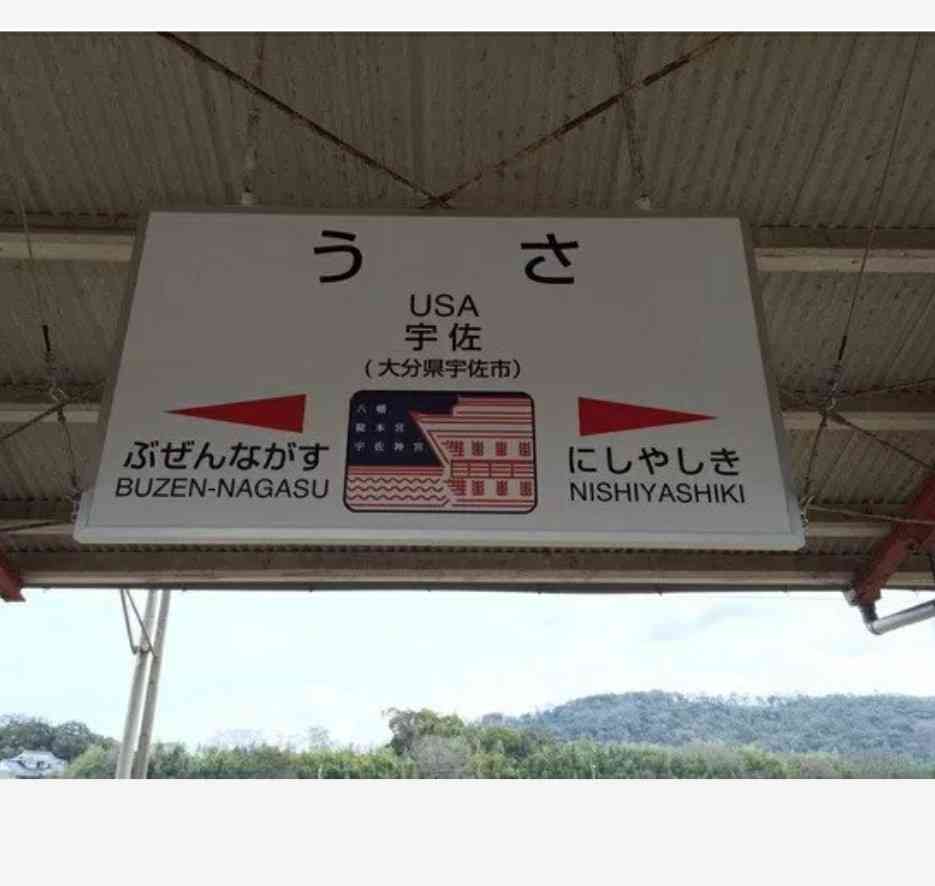 うさ
USA
宇佐
(大分県宇佐市)
ぶぜんながす
BUZEN-NAGASU
八幡
総本宮
宇佐神宮
にしやしき
NISHIYASHIKI